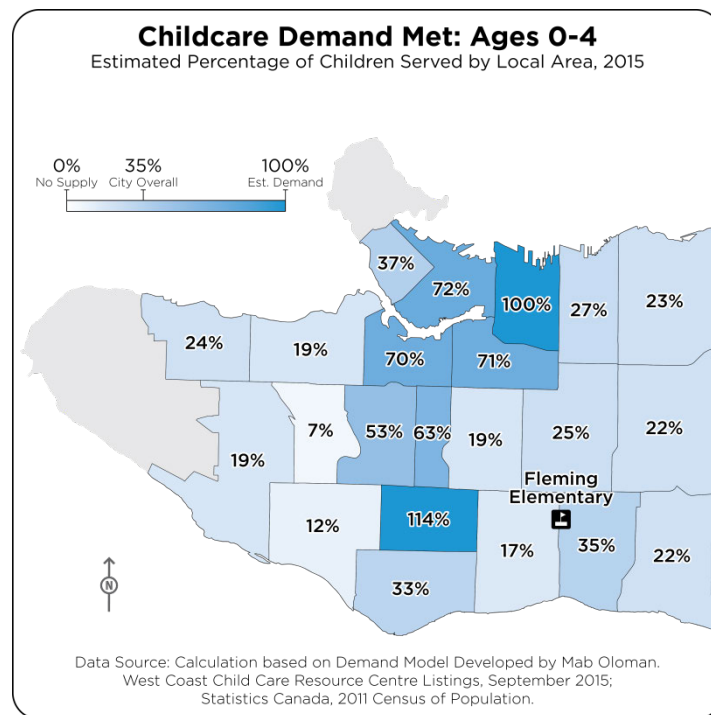 Childcare Demand Met: Ages 0-4
Estimated Percentage of Children Served by Local Area, 2015
0% 35% 100%
No Supply City Overall Est. Demand
37%
72%
100%
27%
23%
24%
19%
70%
71%
7%
53%
63%
19%
25%
22%
19%
Fleming
Elementary
12%
114%
17%
35%
22%
33%
N
Data Source: Calculation based on Demand Model Developed by Mab Oloman.
West Coast Child Care Resource Centre Listings, September 2015;
Statistics Canada, 2011 Census of Population.